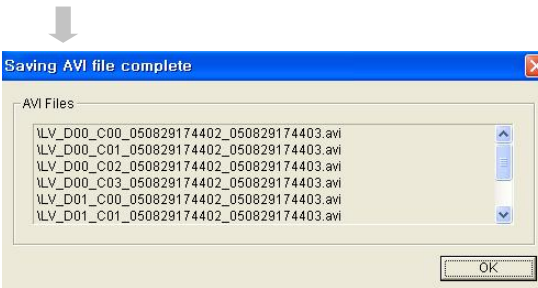 Saving AVI file complete
AVI Files
\LV_D00_C00_050829174402_050829174403.avi
\LV_D00_C01_050829174402_050829174403.avi
\LV_D00_C02_050829174402_050829174403.avi
\LV_D00_C03_050829174402_050829174403.avi
\LV_D01_C00_050829174402_050829174403.avi
\LV_D01_C01_050829174402_050829174403.avi
OK